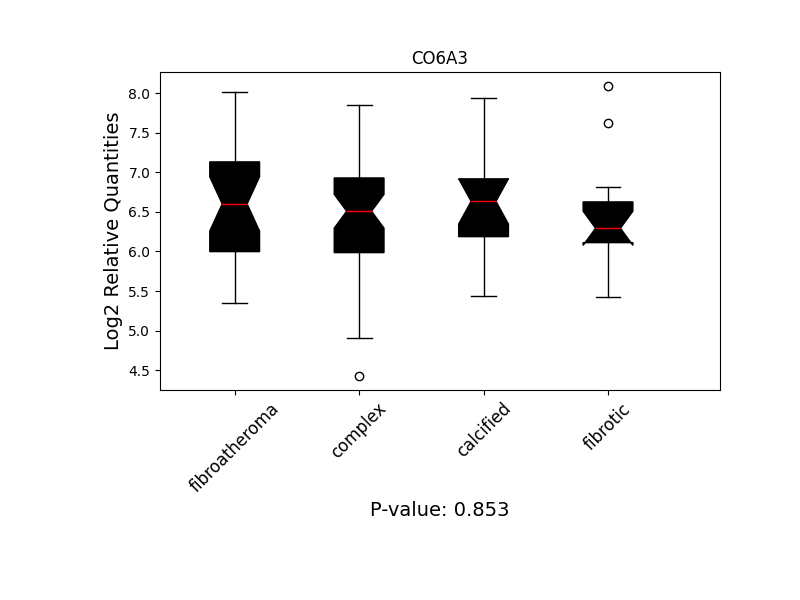 CO6A3
Log2 Relative Quantities
8.0
7.5
7.0
6.5
6.0
5.5
5.0
4.5
fibroatheroma
complex
calcified
fibrotic
P-value: 0.853